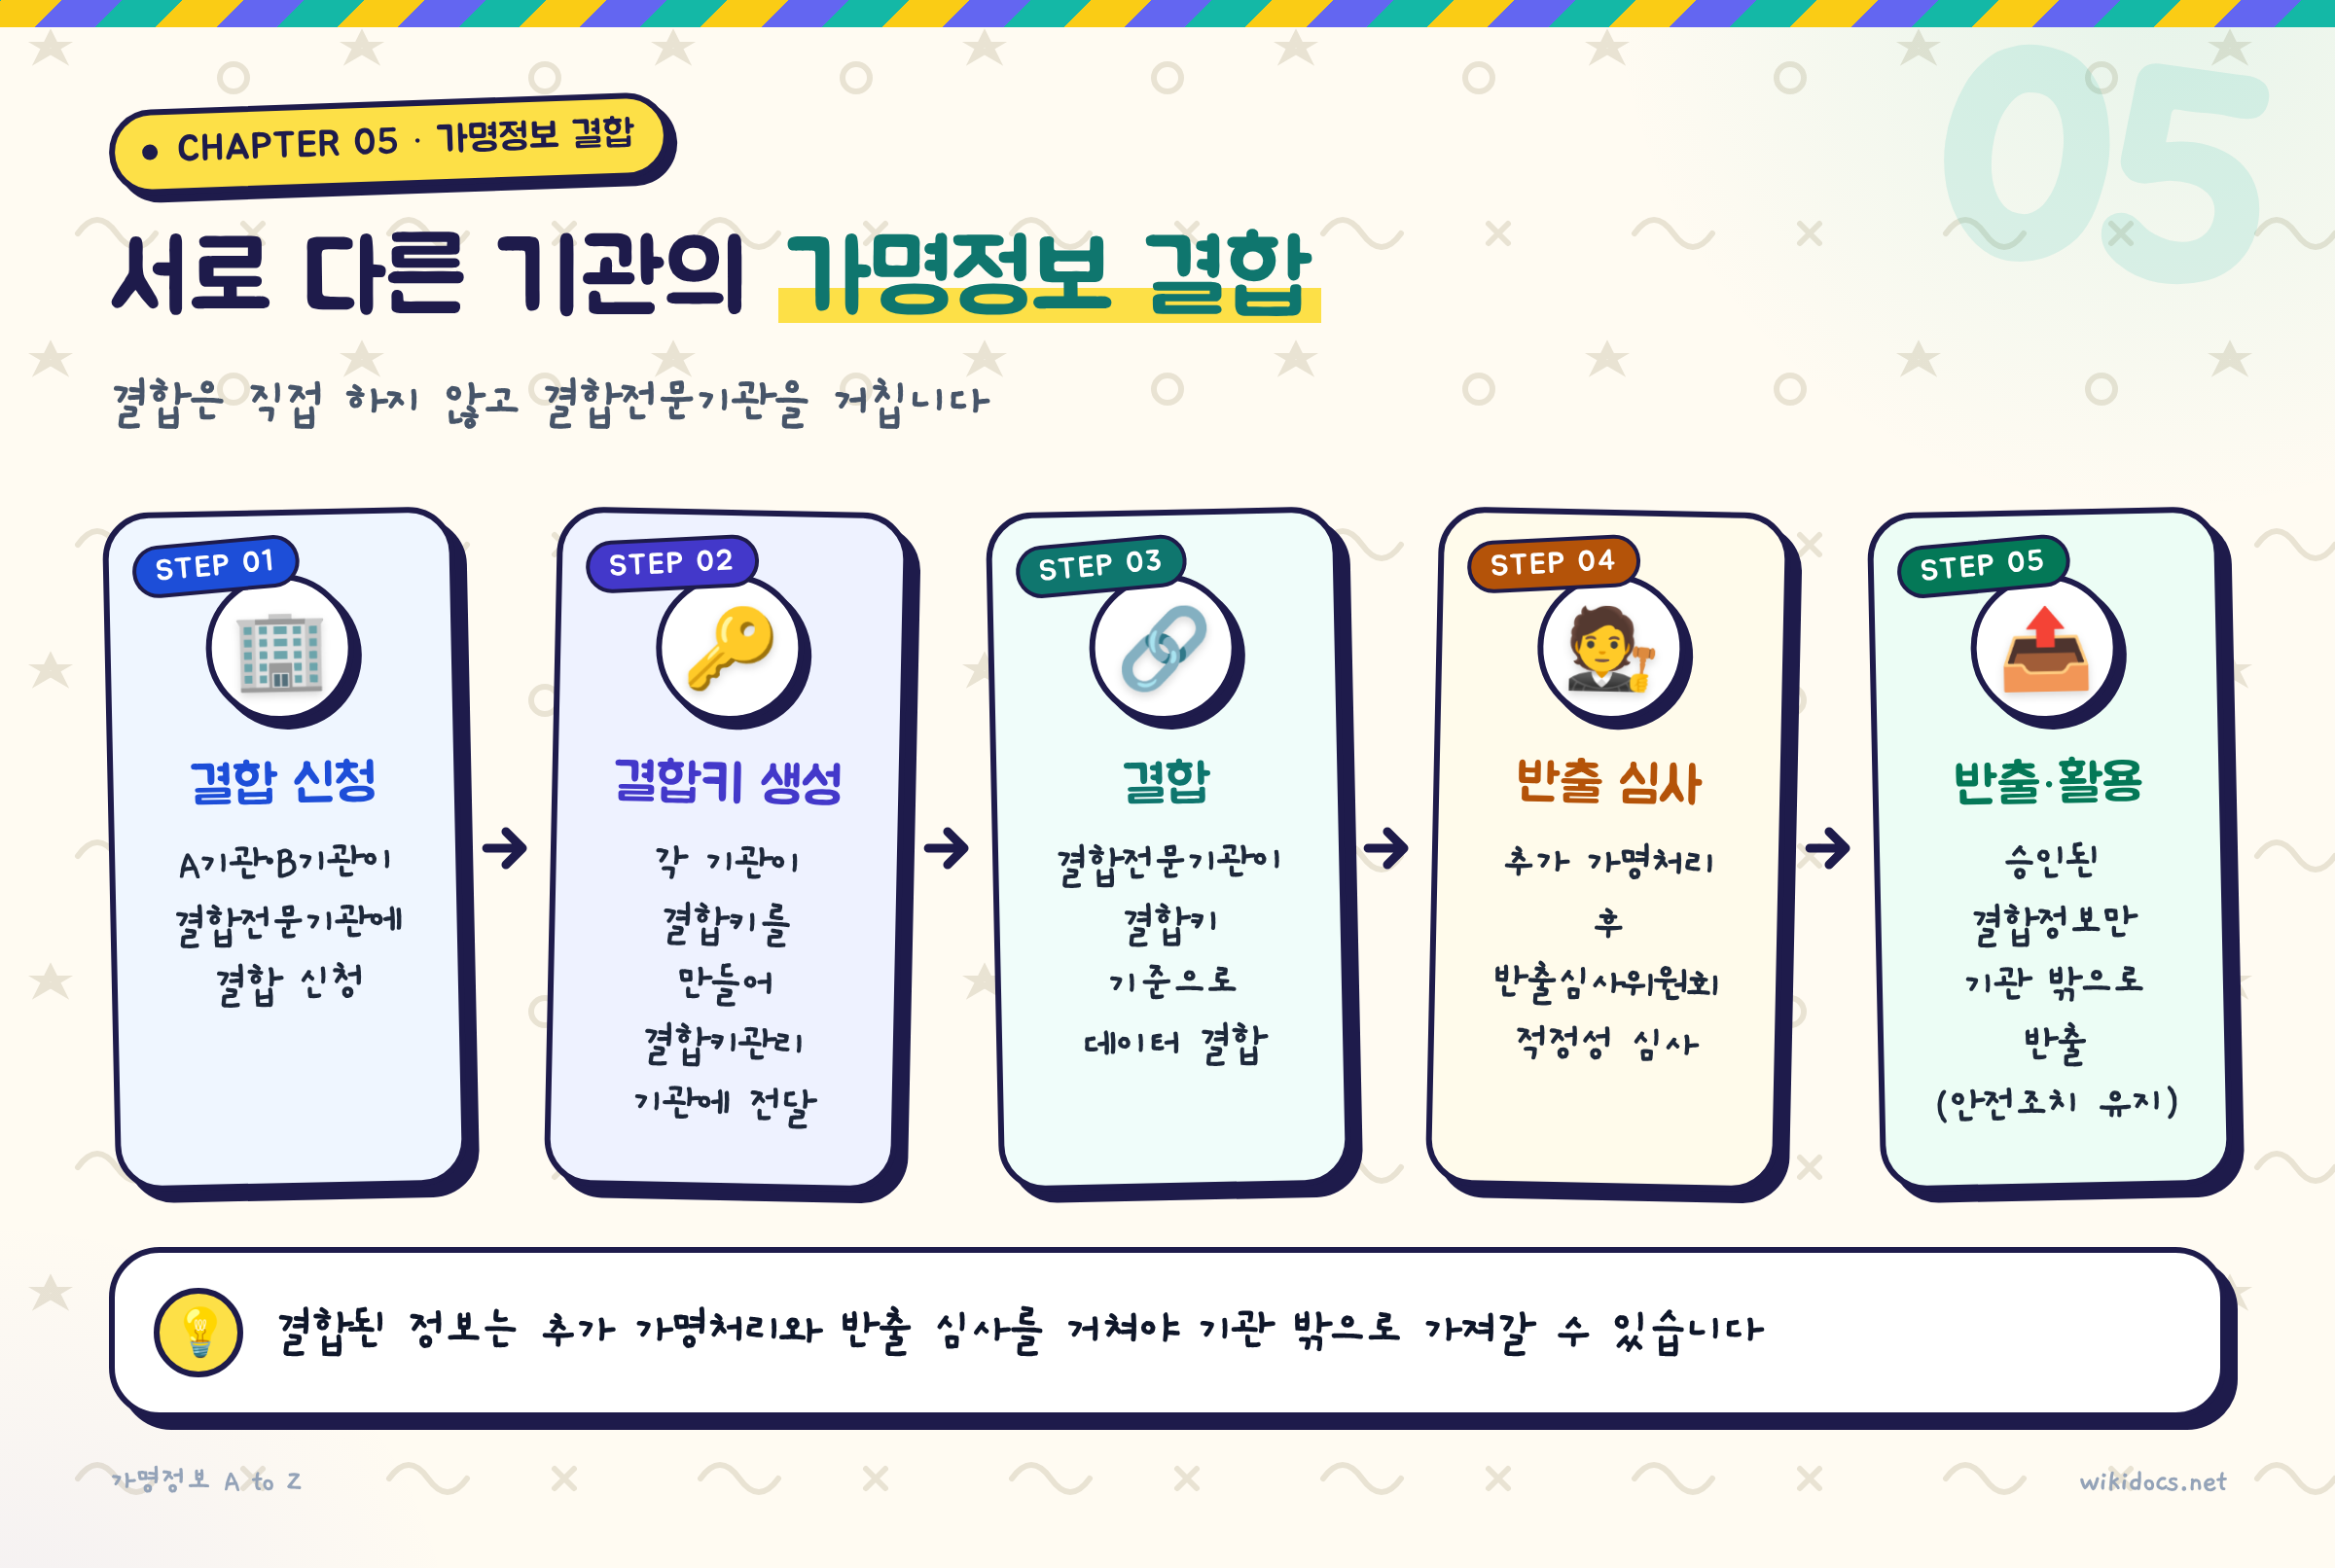 CHAPTER 05 · 가명정보 결합
05
서로 다른 기관의 가명정보 결합
결합은 직접 하지 않고 결합전문기관을 거칩니다
STEP 01
결합 신청
A기관·B기관이
결합전문기관에
결합 신청
STEP 02
결합키 생성
각 기관이
결합키를
만들어
결합키관리
기관에 전달
STEP 03
결합
결합전문기관이
결합키
기준으로
데이터 결합
STEP 04
반출 심사
추가 가명처리
후
반출심사위원회
적정성 심사
STEP 05
반출·활용
승인된
결합정보만
기관 밖으로
반출
(안전조치 유지)
결합된 정보는 추가 가명처리와 반출 심사를 거쳐야 기관 밖으로 가져갈 수 있습니다
가명정보 A to Z
wikidocs.net